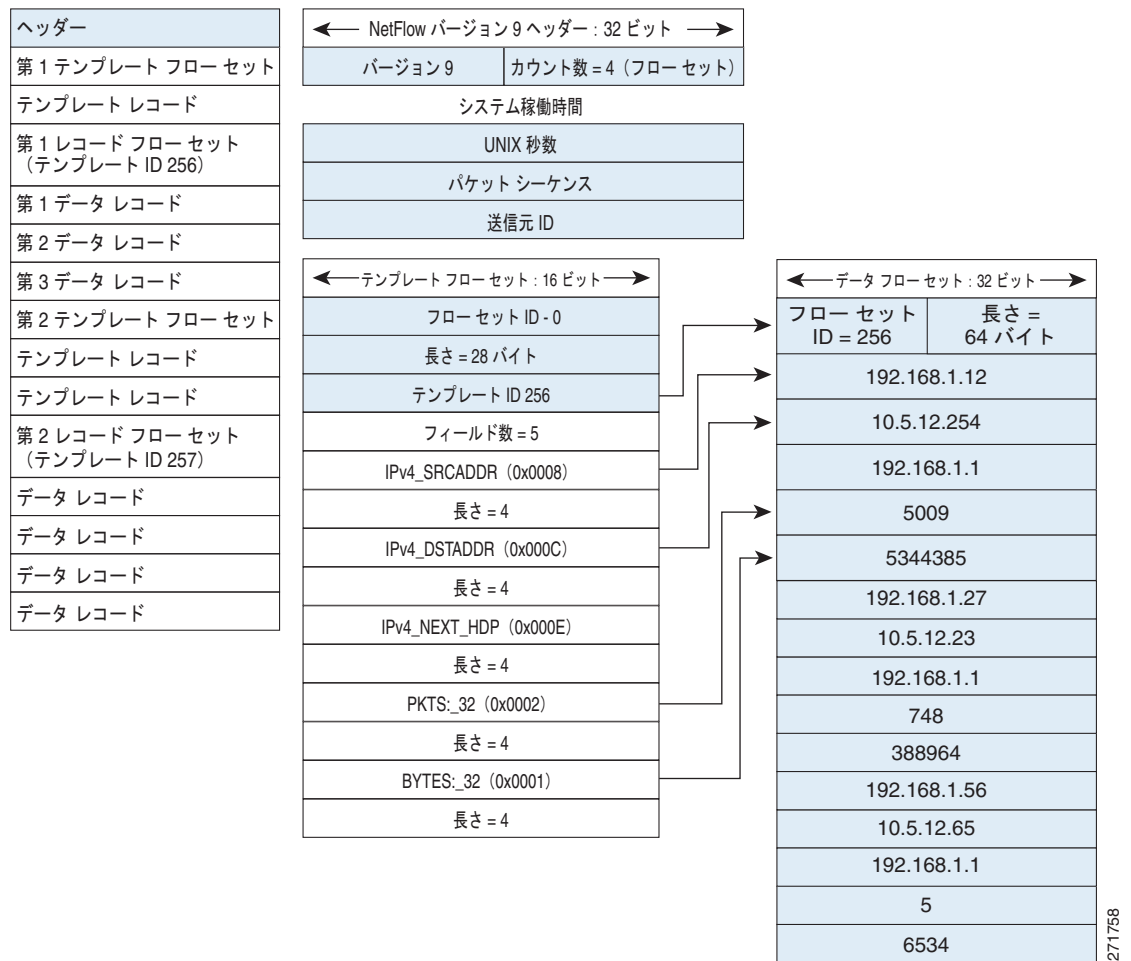 ヘッダー
第 1 テンプレート フロー セット
テンプレート レコード
第 1 レコード フロー セット
（テンプレート ID 256）
第 1 データ レコード
第 2 データ レコード
第 3 データ レコード
第 2 テンプレート フロー セット
テンプレート レコード
テンプレート レコード
第 2 レコード フロー セット
（テンプレート ID 257）
データ レコード
データ レコード
データ レコード
データ レコード
NetFlow バージョン 9 ヘッダー : 32 ビット
バージョン 9
カウント数 = 4（フロー セット）
システム稼働時間
UNIX 秒数
パケット シーケンス
送信元 ID
テンプレート フロー セット : 16 ビット
フロー セット ID - 0
長さ = 28 バイト
テンプレート ID 256
フィールド数 = 5
IPv4_SRCADDR（0x0008）
長さ = 4
IPv4_DSTADDR（0x000C）
長さ = 4
IPv4_NEXT_HDP（0x000E）
長さ = 4
PKTS:_32（0x0002）
長さ = 4
BYTES:_32（0x0001）
長さ = 4
データ フロー セット : 32 ビット
フロー セット
ID = 256
長さ =
64 バイト
192.168.1.12
10.5.12.254
192.168.1.1
5009
5344385
192.168.1.27
10.5.12.23
192.168.1.1
748
388964
192.168.1.56
10.5.12.65
192.168.1.1
5
6534
271758